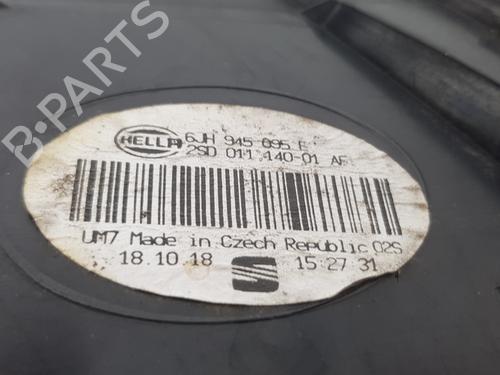 B-PARTS
HELLA
6JH 945 095 E
2SD 011 140-01 AF
UM7 Made in Czech Republic 02S
18.10.18 15:27:31